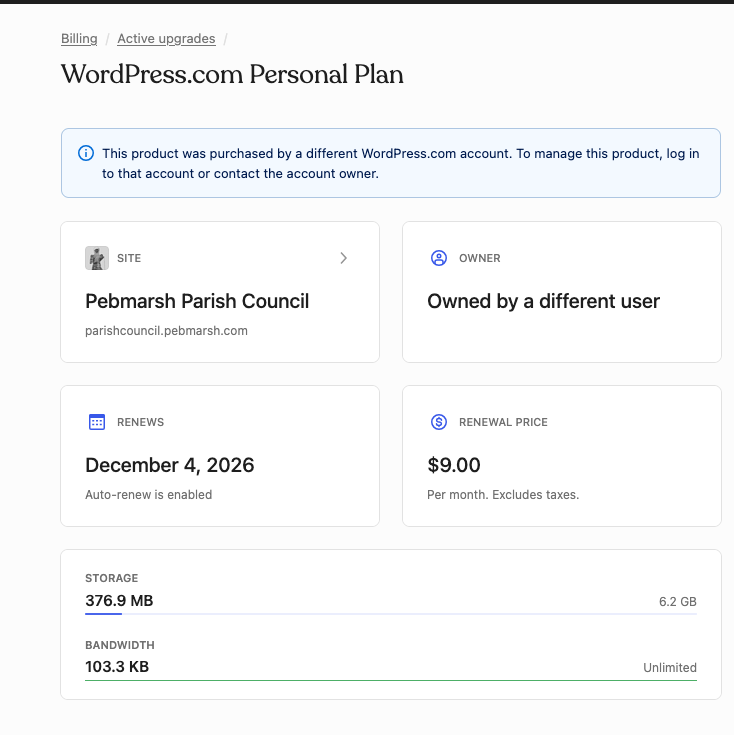 Billing / Active upgrades /
WordPress.com Personal Plan
This product was purchased by a different WordPress.com account. To manage this product, log in
to that account or contact the account owner.
SITE
Pebmarsh Parish Council
parishcouncil.pebmarsh.com
OWNER
Owned by a different user
RENEWS
December 4, 2026
Auto-renew is enabled
RENEWAL PRICE
$9.00
Per month. Excludes taxes.
STORAGE
376.9 MB
6.2 GB
BANDWIDTH
103.3 KB
Unlimited